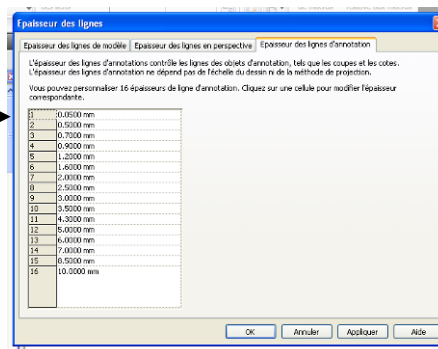 Epaisseur des lignes
Epaisseur des lignes de modèle Epaisseur des lignes en perspective Epaisseur des lignes d'annotation
L'épaisseur des lignes d'annotations contrôle les lignes des objets d'annotation, tels que les coupes et les cotes.
L'épaisseur des lignes d'annotation ne dépend pas de l'échelle du dessin ni de la méthode de projection.
Vous pouvez personnaliser 16 épaisseurs de ligne d'annotation. Cliquez sur une cellule pour modifier l'épaisseur
correspondante.
1 0.0500 mm
2 0.5000 mm
3 0.7000 mm
4 0.9000 mm
5 1.2000 mm
6 1.6000 mm
7 2.0000 mm
8 2.5000 mm
9 3.0000 mm
10 3.5000 mm
11 4.3000 mm
12 5.0000 mm
13 6.0000 mm
14 7.0000 mm
15 8.5000 mm
16 10.0000 mm
OK Annuler Appliquer Aide